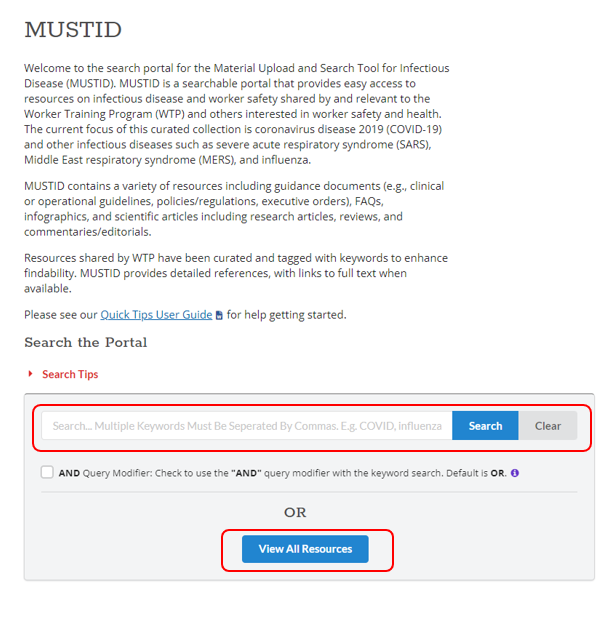 MUSTID
Welcome to the search portal for the Material Upload and Search Tool for Infectious
Disease (MUSTID). MUSTID is a searchable portal that provides easy access to
resources on infectious disease and worker safety shared by and relevant to the
Worker Training Program (WTP) and others interested in worker safety and health.
The current focus of this curated collection is coronavirus disease 2019 (COVID-19)
and other infectious diseases such as severe acute respiratory syndrome (SARS),
Middle East respiratory syndrome (MERS), and influenza.
MUSTID contains a variety of resources including guidance documents (e.g., clinical
or operational guidelines, policies/regulations, executive orders), FAQs,
infographics, and scientific articles including research articles, reviews, and
commentaries/editorials.
Resources shared by WTP have been curated and tagged with keywords to enhance
findability. MUSTID provides detailed references, with links to full text when
available.
Please see our Quick Tips User Guide for help getting started.
Search the Portal
Search Tips
Search... Multiple Keywords Must Be Seperated By Commas. E.g. COVID, influenza Search Clear
AND Query Modifier: Check to use the "AND" query modifier with the keyword search. Default is OR.
OR
View All Resources